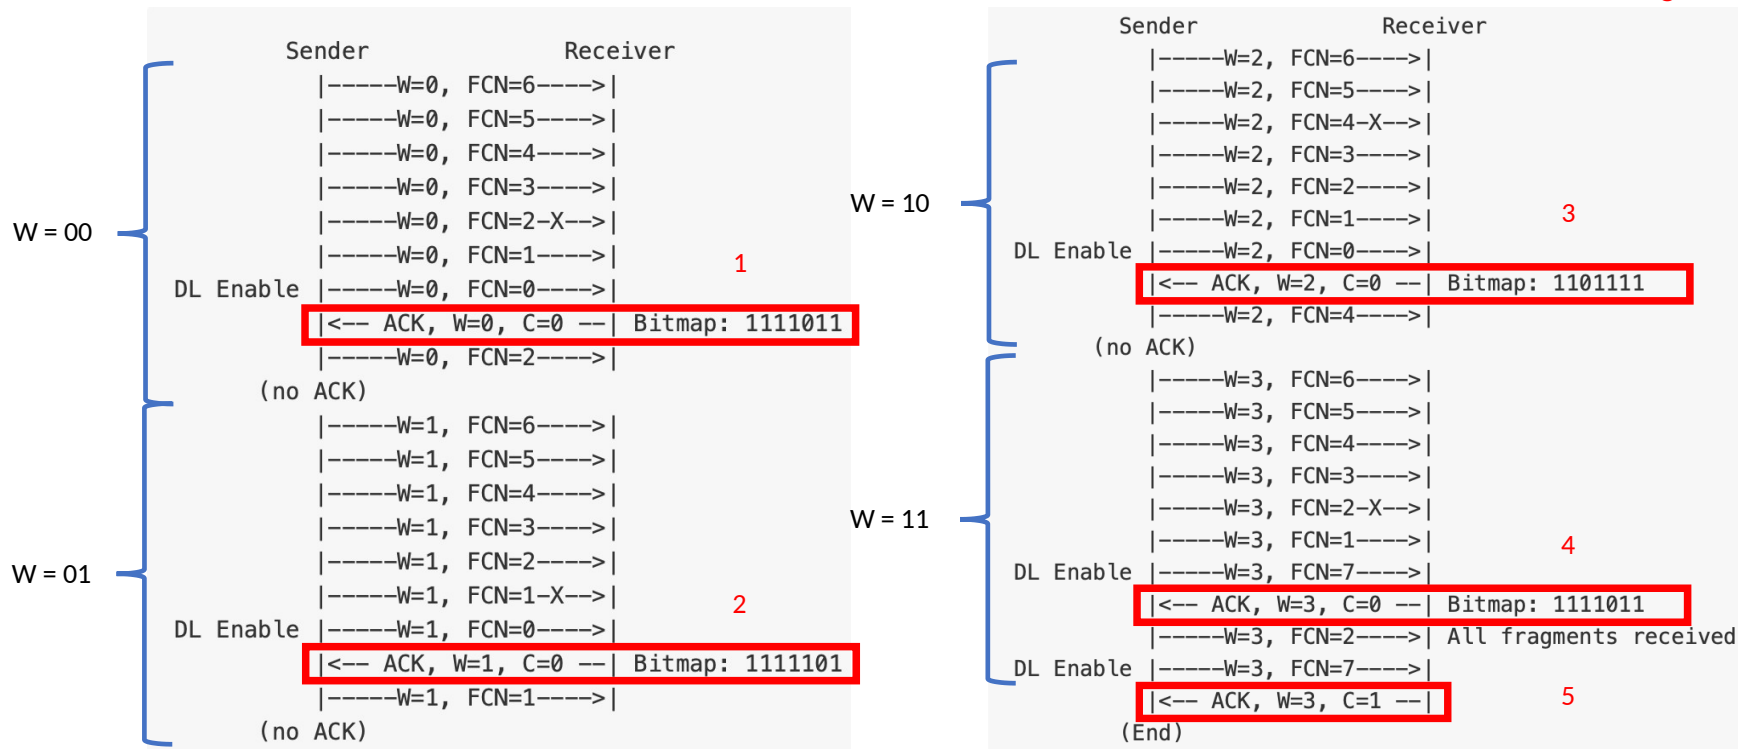 Sender Receiver
|-----W=0, FCN=6---->|
|-----W=0, FCN=5---->|
|-----W=0, FCN=4---->|
|-----W=0, FCN=3---->|
W = 00
|-----W=0, FCN=2-X-->|
|-----W=0, FCN=1---->|
1
DL Enable |-----W=0, FCN=0---->|
|<-- ACK, W=0, C=0 --| Bitmap: 1111011
|-----W=0, FCN=2---->|
(no ACK)
|-----W=1, FCN=6---->|
|-----W=1, FCN=5---->|
|-----W=1, FCN=4---->|
|-----W=1, FCN=3---->|
|-----W=1, FCN=2---->|
W = 01
|-----W=1, FCN=1-X-->|
2
DL Enable |-----W=1, FCN=0---->|
|<-- ACK, W=1, C=0 --| Bitmap: 1111101
|-----W=1, FCN=1---->|
(no ACK)
Sender Receiver
|-----W=2, FCN=6---->|
|-----W=2, FCN=5---->|
|-----W=2, FCN=4-X-->|
|-----W=2, FCN=3---->|
|-----W=2, FCN=2---->|
W = 10
|-----W=2, FCN=1---->|
3
DL Enable |-----W=2, FCN=0---->|
|<-- ACK, W=2, C=0 --| Bitmap: 1101111
|-----W=2, FCN=4---->|
(no ACK)
|-----W=3, FCN=6---->|
|-----W=3, FCN=5---->|
|-----W=3, FCN=4---->|
|-----W=3, FCN=3---->|
|-----W=3, FCN=2-X-->|
W = 11
|-----W=3, FCN=1---->|
4
DL Enable |-----W=3, FCN=7---->|
|<-- ACK, W=3, C=0 --| Bitmap: 1111011
|-----W=3, FCN=2---->| All fragments received
DL Enable |-----W=3, FCN=7---->|
|<-- ACK, W=3, C=1 --|
5
(End)